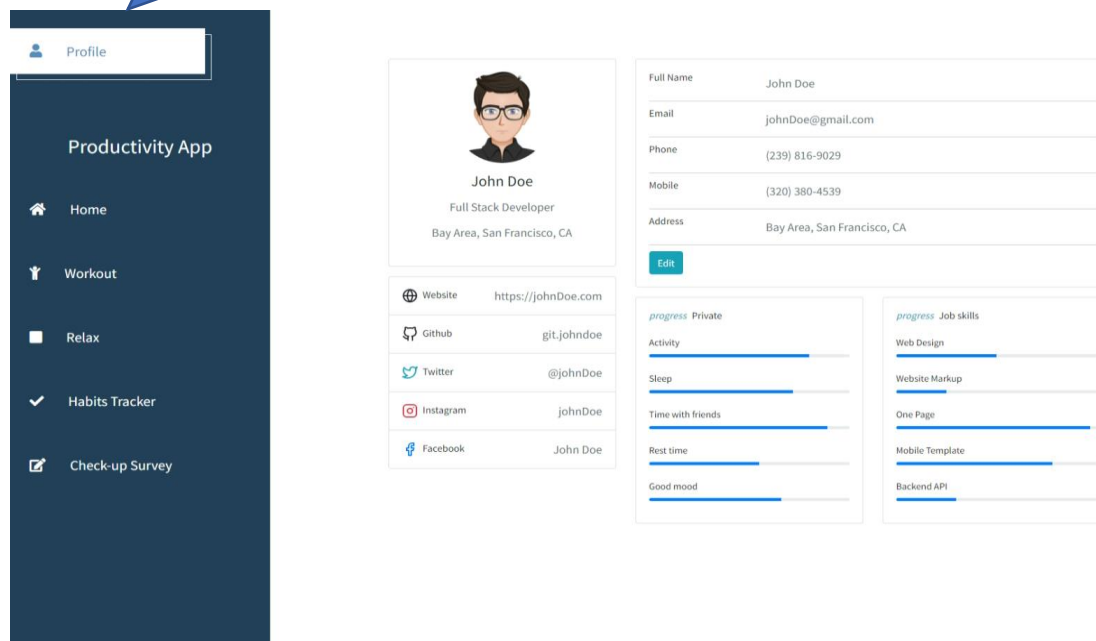 Profile
Productivity App
Home
Workout
Relax
Habits Tracker
Check-up Survey
John Doe
Full Stack Developer
Bay Area, San Francisco, CA
Website https://johnDoe.com
Github git.johndoe
Twitter @johnDoe
Instagram johnDoe
Facebook John Doe
Full Name John Doe
Email johnDoe@gmail.com
Phone (239) 816-9029
Mobile (320) 380-4539
Address Bay Area, San Francisco, CA
Edit
progress Private
Activity
Sleep
Time with friends
Rest time
Good mood
progress Job skills
Web Design
Website Markup
One Page
Mobile Template
Backend API